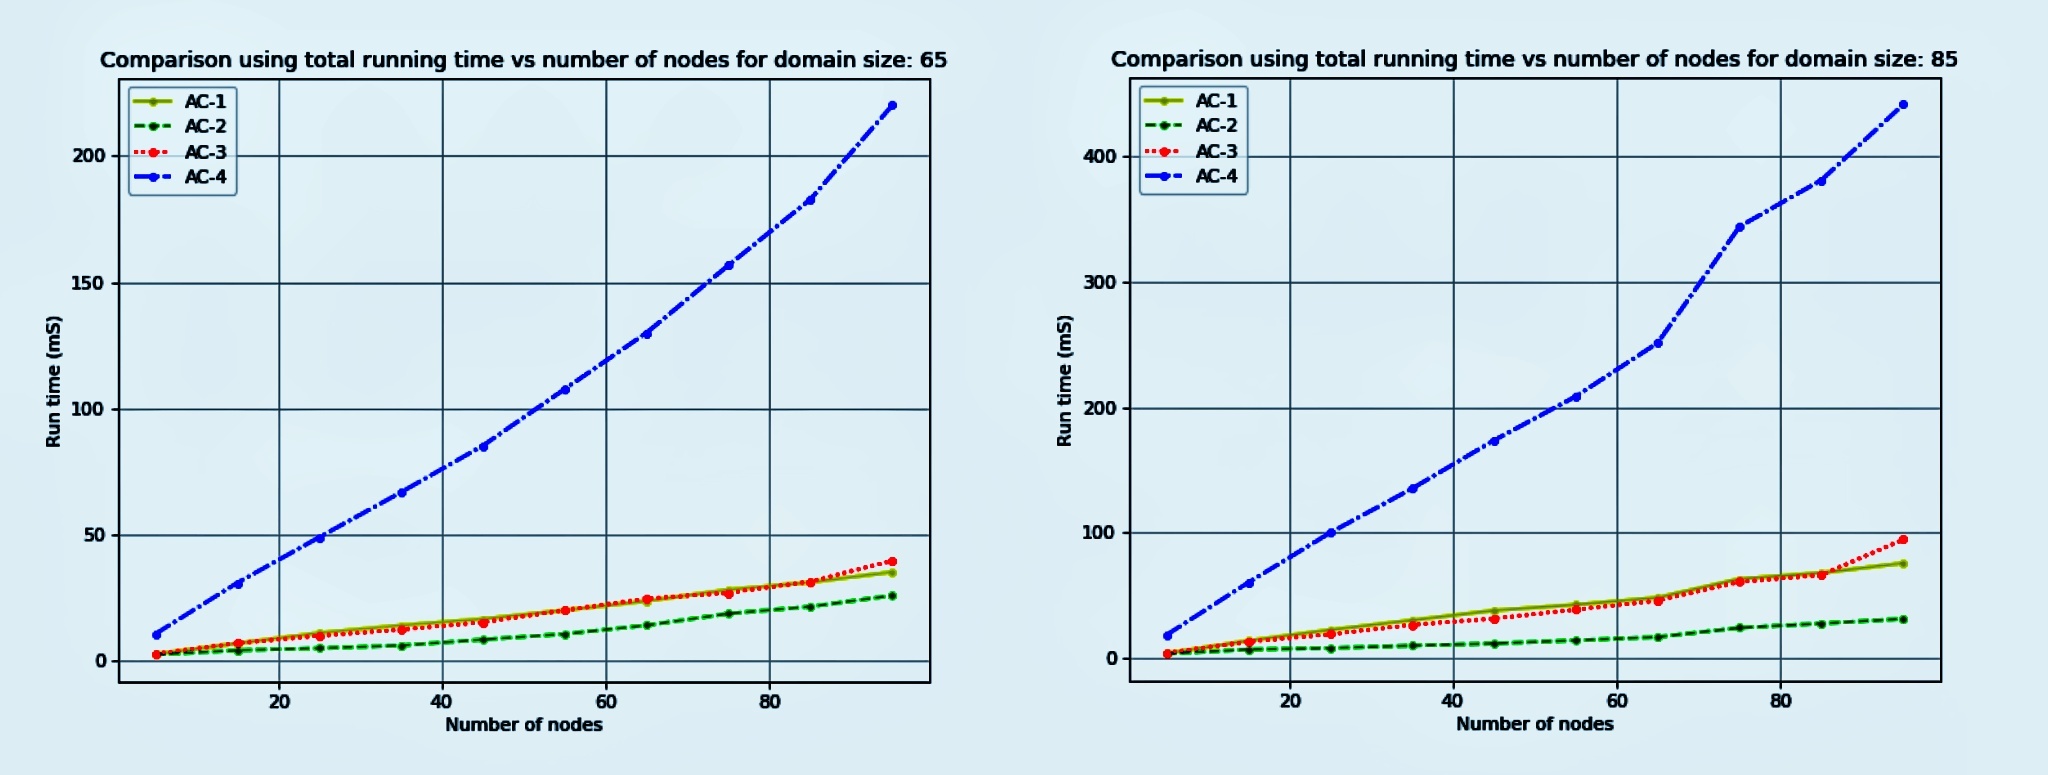 Comparison using total running time vs number of nodes for domain size: 65
AC-1
AC-2
AC-3
AC-4
200
150
100
50
0
Run time (mS)
20 40 60 80
Number of nodes
Comparison using total running time vs number of nodes for domain size: 85
AC-1
AC-2
AC-3
AC-4
400
300
200
100
0
Run time (mS)
20 40 60 80
Number of nodes